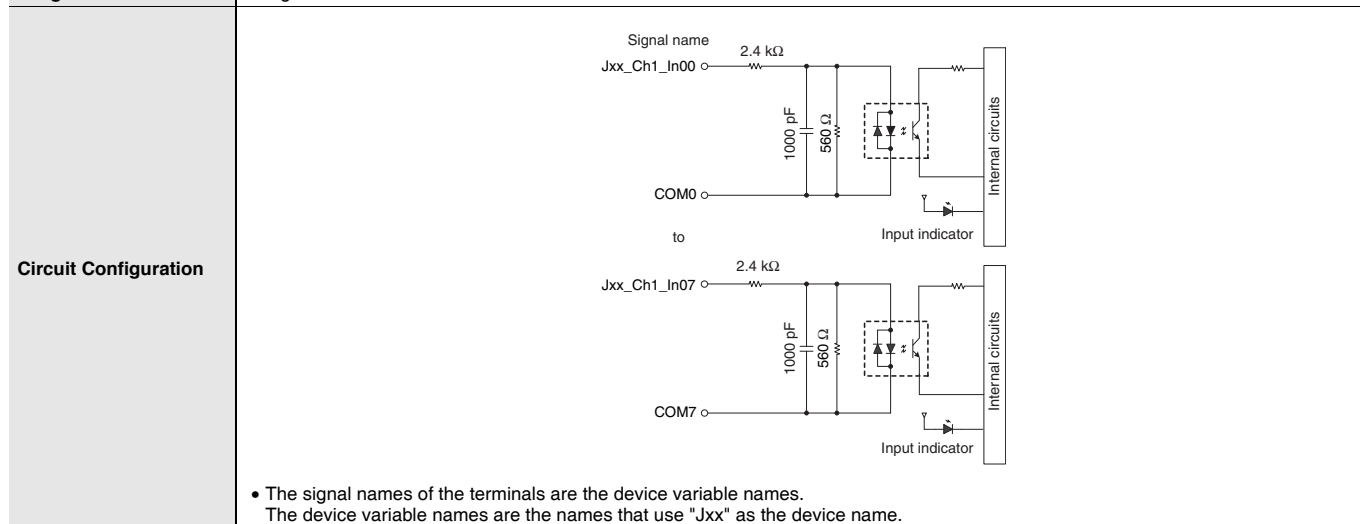 Circuit Configuration
Signal name
2.4 kΩ
Jxx_Ch1_In00
1000 pF
560 Ω
Internal circuits
COM0
Input indicator
to
2.4 kΩ
Jxx_Ch1_In07
1000 pF
560 Ω
Internal circuits
COM7
Input indicator
• The signal names of the terminals are the device variable names.
The device variable names are the names that use "Jxx" as the device name.